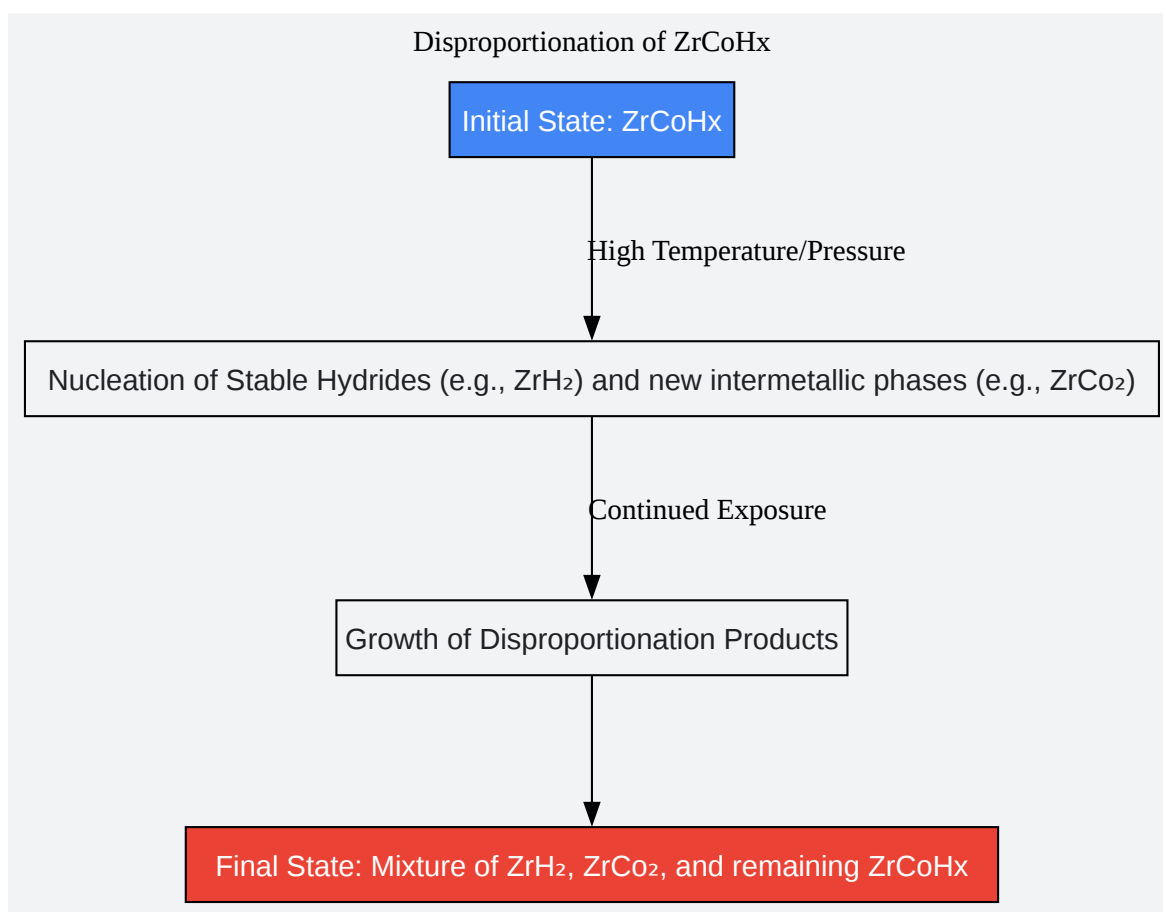 Disproportionation of ZrCoHx
Initial State: ZrCoHx
High Temperature/Pressure
Nucleation of Stable Hydrides (e.g., ZrH₂) and new intermetallic phases (e.g., ZrCo₂)
Continued Exposure
Growth of Disproportionation Products
Final State: Mixture of ZrH₂, ZrCo₂, and remaining ZrCoHx